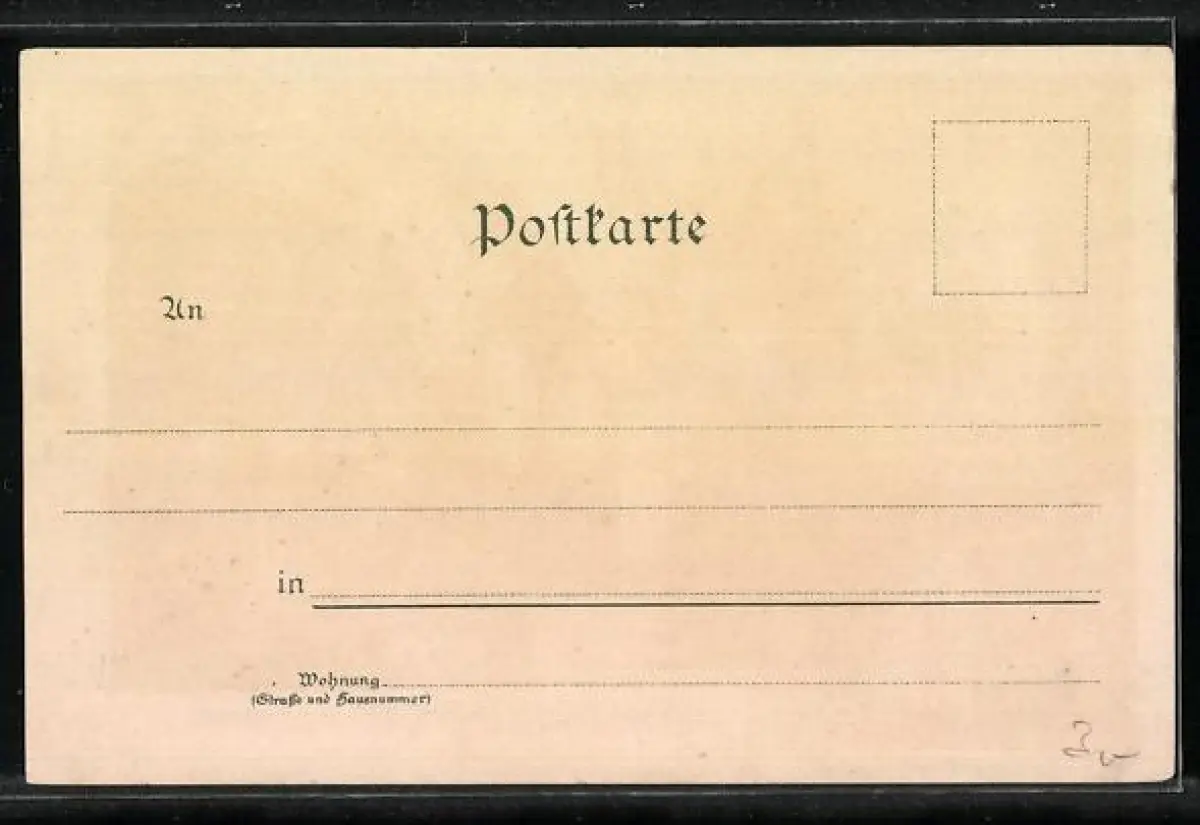 Poſtkarte
An
in
Wohnung
(Straße und Hausnummer)